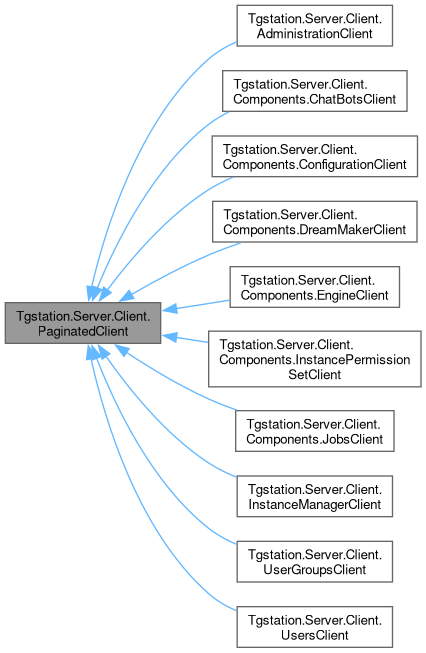 Tgstation.Server.Client.
AdministrationClient
Tgstation.Server.Client.
Components.ChatBotsClient
Tgstation.Server.Client.
Components.ConfigurationClient
Tgstation.Server.Client.
Components.DreamMakerClient
Tgstation.Server.Client.
Components.EngineClient
Tgstation.Server.Client.
PaginatedClient
Tgstation.Server.Client.
Components.InstancePermission
SetClient
Tgstation.Server.Client.
Components.JobsClient
Tgstation.Server.Client.
InstanceManagerClient
Tgstation.Server.Client.
UserGroupsClient
Tgstation.Server.Client.
UsersClient